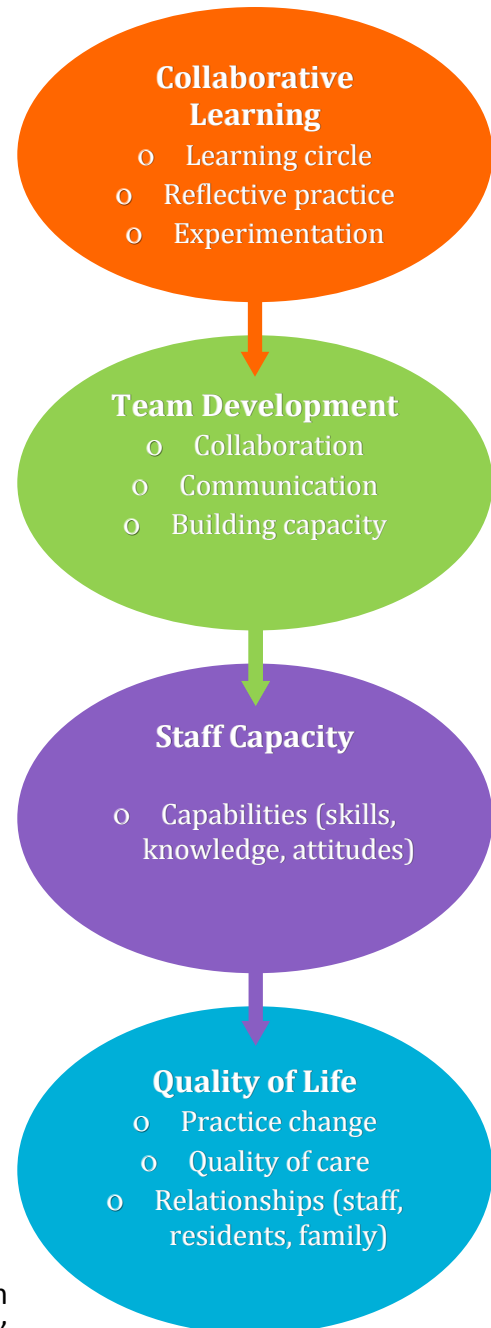 Collaborative
Learning
o Learning circle
o Reflective practice
o Experimentation
Team Development
o Collaboration
o Communication
o Building capacity
Staff Capacity
o Capabilities (skills,
knowledge, attitudes)
Quality of Life
o Practice change
o Quality of care
o Relationships (staff,
residents, family)